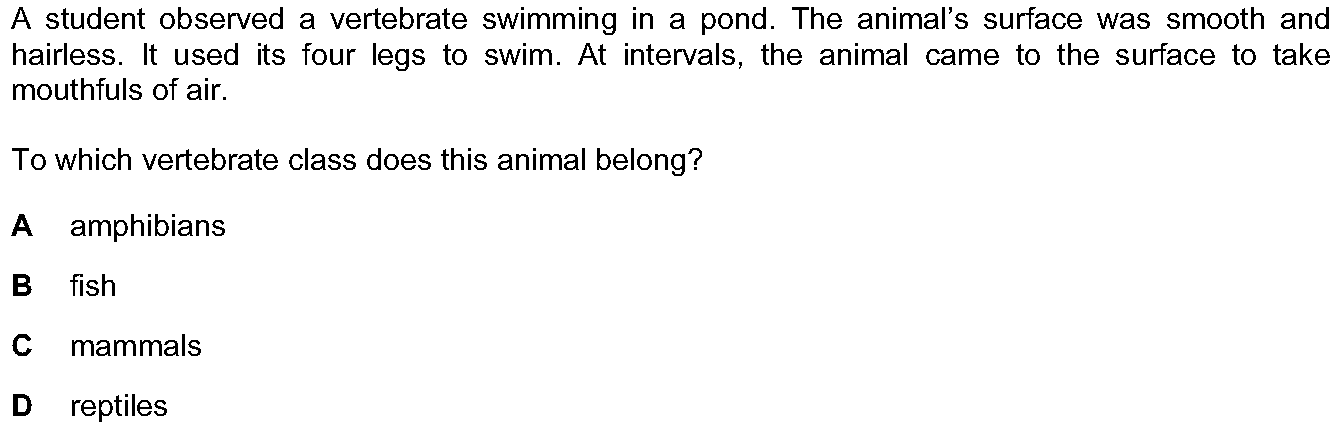 A student observed a vertebrate swimming in a pond. The animal's surface was smooth and
hairless. It used its four legs to swim. At intervals, the animal came to the surface to take
mouthfuls of air.
To which vertebrate class does this animal belong?
A amphibians
B fish
C mammals
D reptiles